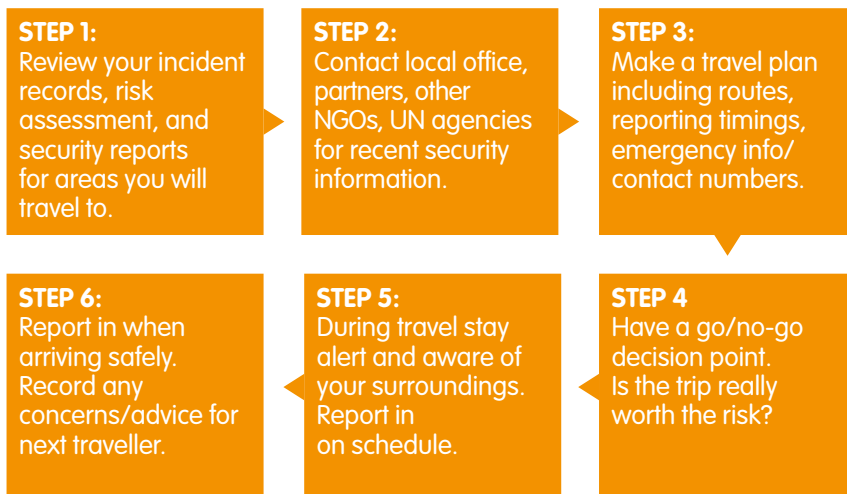 STEP 1:
Review your incident
records, risk
assessment, and
security reports
for areas you will
travel to.
STEP 2:
Contact local office,
partners, other
NGOs, UN agencies
for recent security
information.
STEP 3:
Make a travel plan
including routes,
reporting timings,
emergency info/
contact numbers.
STEP 4
Have a go/no-go
decision point.
Is the trip really
worth the risk?
STEP 5:
During travel stay
alert and aware of
your surroundings.
Report in
on schedule.
STEP 6:
Report in when
arriving safely.
Record any
concerns/advice for
next traveller.